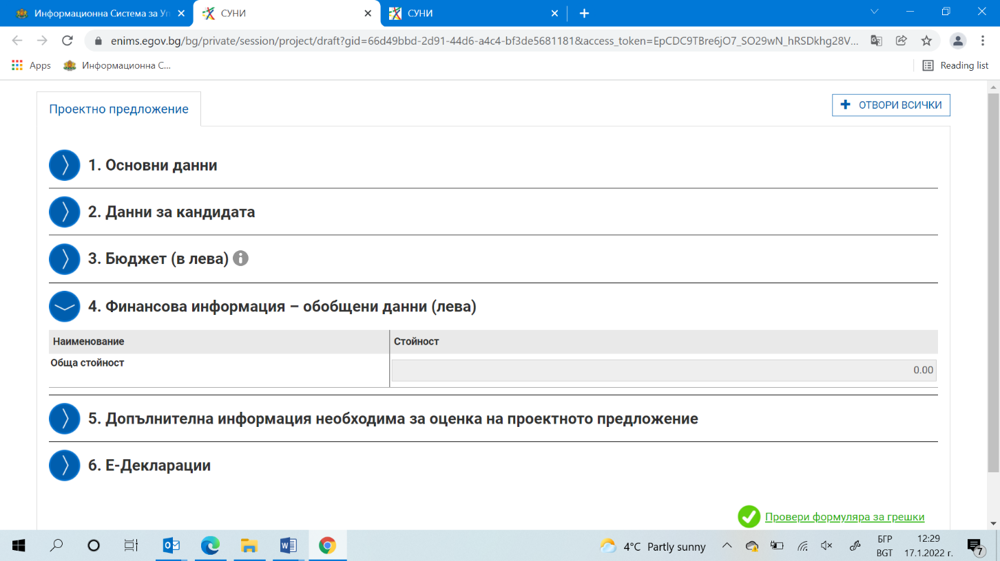 Информационна Система за Уп
СУНИ
СУНИ
enims.egov.bg/bg/private/session/project/draft?gid=66d49bbd-2d91-44d6-a4c4-bf3de5681181&access_token=EpCDC9TBre6jO7_SO29wN_hRSDkhg28V...
Apps
Информационна С...
Reading list
Проектно предложение
ОТВОРИ ВСИЧКИ
1. Основни данни
2. Данни за кандидата
3. Бюджет (в лева)
4. Финансова информация – обобщени данни (лева)
Наименование Стойност
Обща стойност
0.00
5. Допълнителна информация необходима за оценка на проектното предложение
6. Е-Декларации
Провери формуляра за грешки
4°C Partly sunny
БГР
BGT
12:29
17.1.2022 г.
7